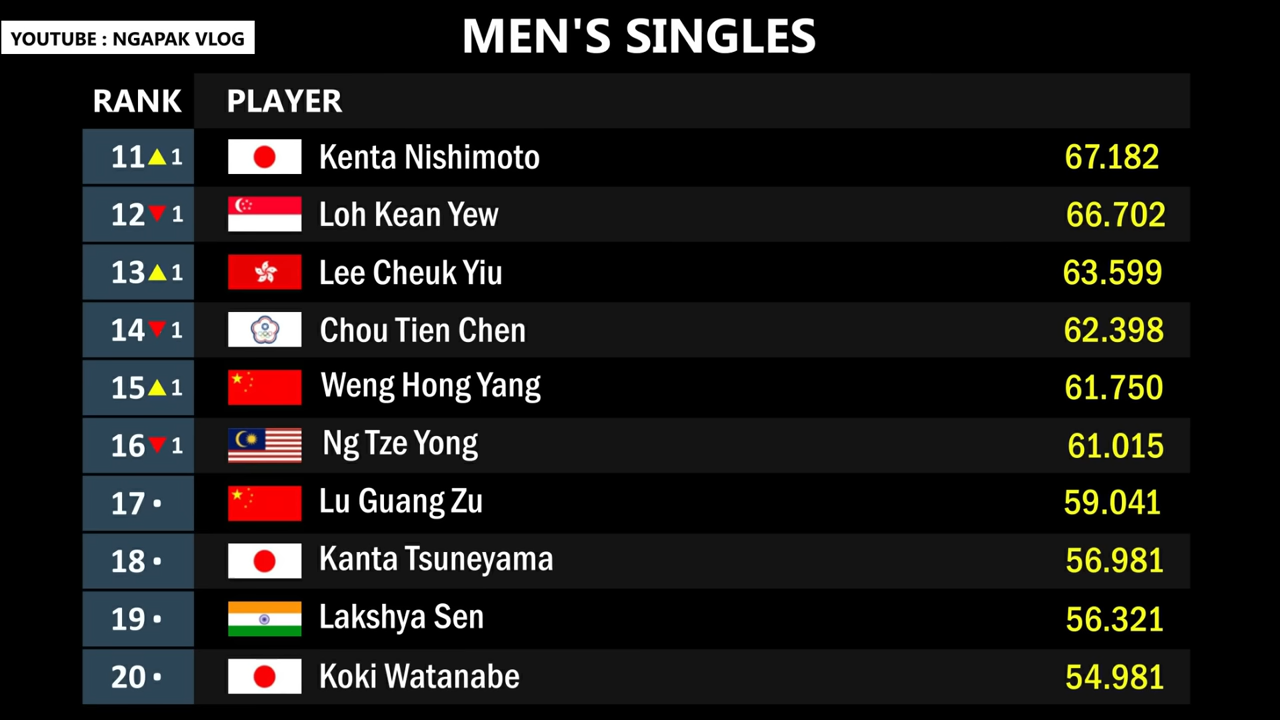 YOUTUBE : NGAPAK VLOG
MEN'S SINGLES
RANK PLAYER
11 ▲ 1 Kenta Nishimoto 67.182
12 ▼ 1 Loh Kean Yew 66.702
13 ▲ 1 Lee Cheuk Yiu 63.599
14 ▼ 1 Chou Tien Chen 62.398
15 ▲ 1 Weng Hong Yang 61.750
16 ▼ 1 Ng Tze Yong 61.015
17 • Lu Guang Zu 59.041
18 • Kanta Tsuneyama 56.981
19 • Lakshya Sen 56.321
20 • Koki Watanabe 54.981